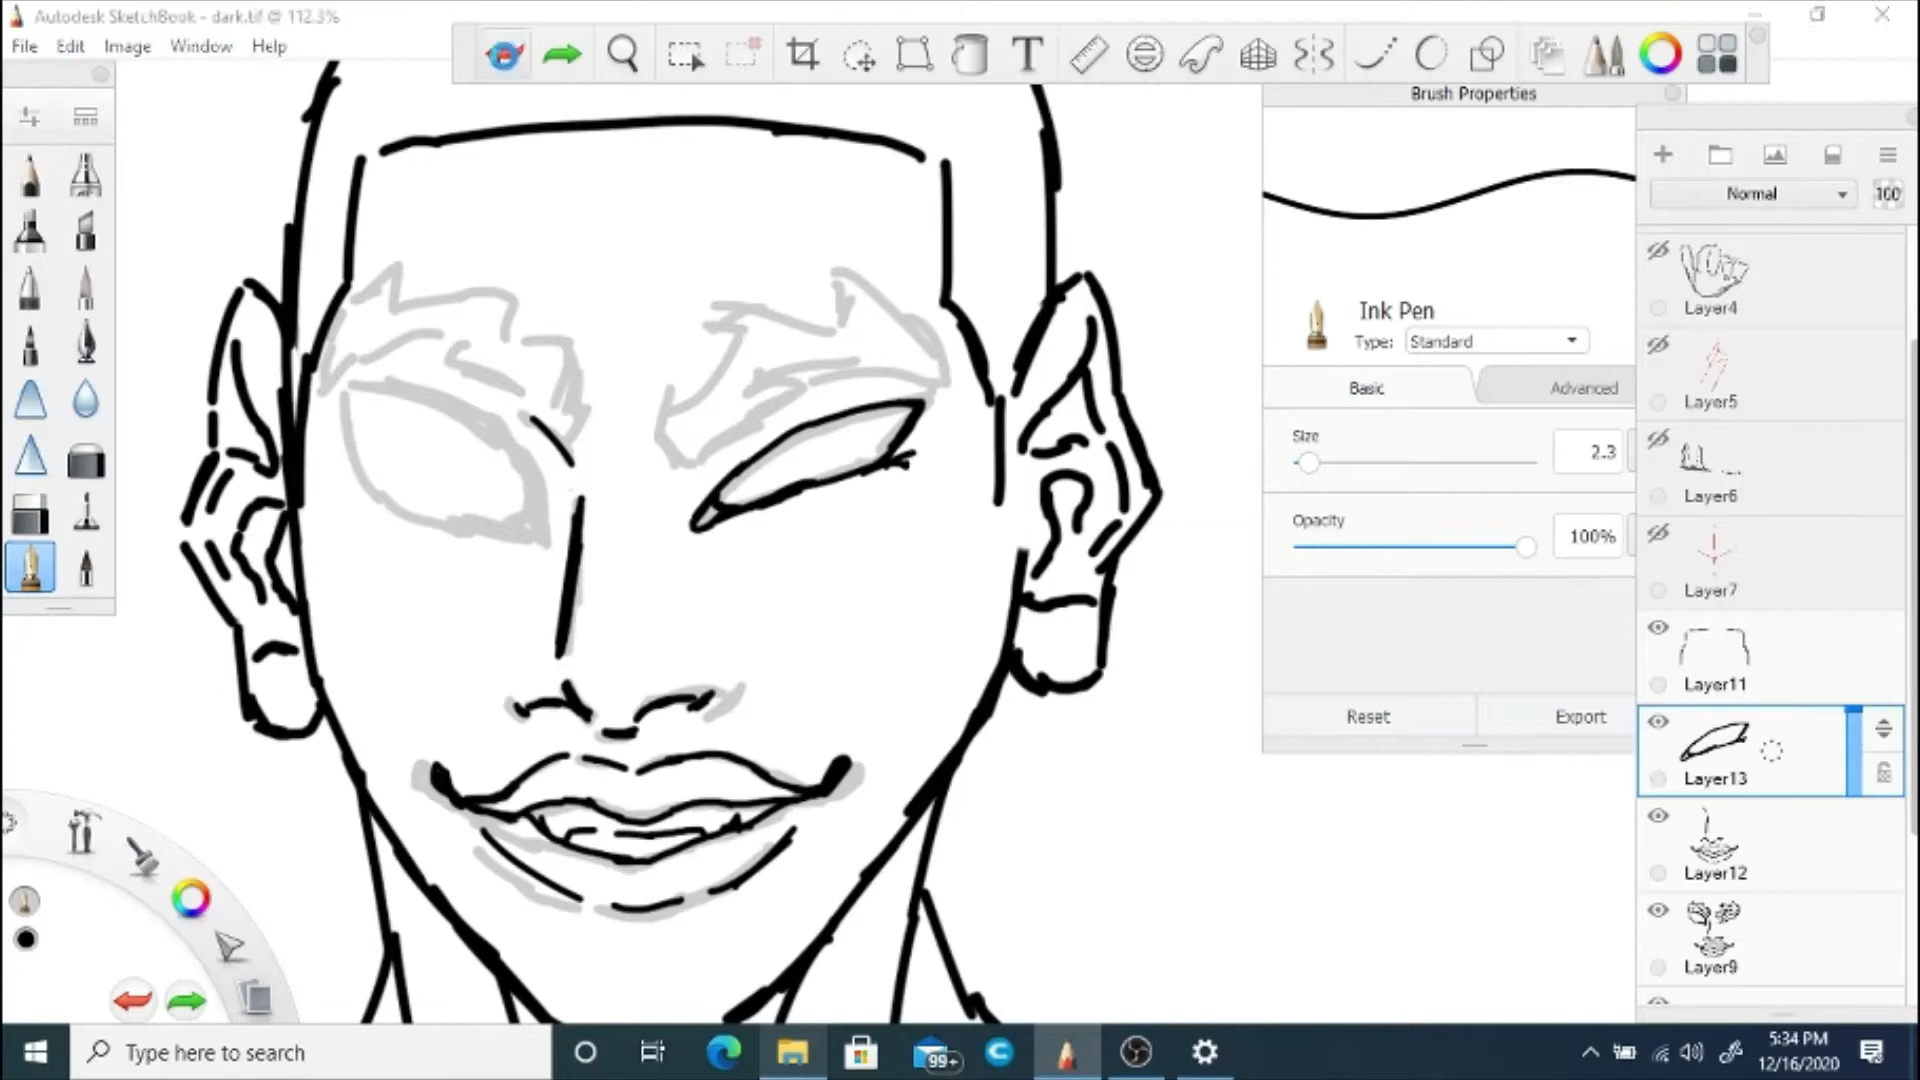 Autodesk SketchBook - dark.tif @ 112.3%
File Edit Image Window Help
T
Brush Properties
Normal 100
Ink Pen
Type: Standard
Basic Advanced
Size
2.3
Opacity
100%
Reset Export
Layer4
Layer5
Layer6
Layer7
Layer11
Layer13
Layer12
Layer9
Type here to search
99+
5:34 PM
12/16/2020